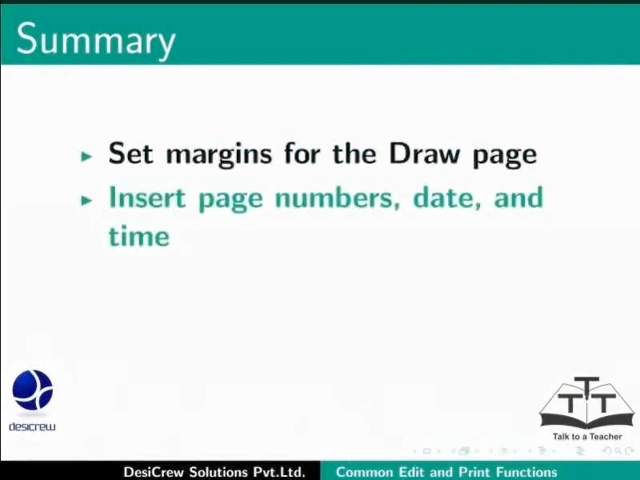 Summary
Set margins for the Draw page
Insert page numbers, date, and
time
desicrew
TTT
Talk to a Teacher
DesiCrew Solutions Pvt.Ltd. Common Edit and Print Functions